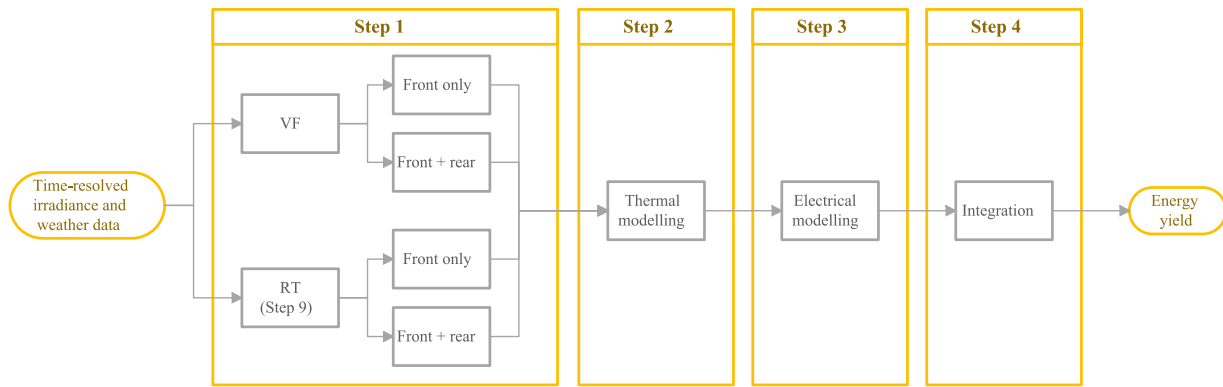 Step 1
Step 2
Step 3
Step 4
Time-resolved
irradiance and
weather data
VF
Front only
Front + rear
RT
(Step 9)
Front only
Front + rear
Thermal
modelling
Electrical
modelling
Integration
Energy
yield